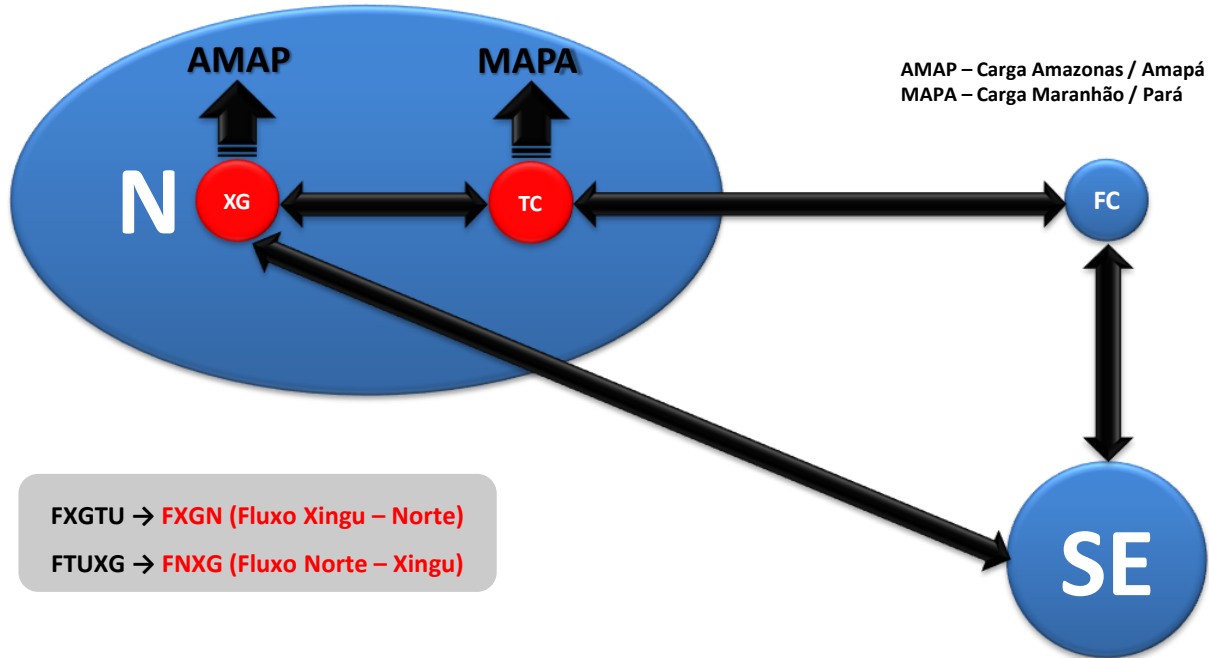 AMAP
MAPA
AMAP – Carga Amazonas / Amapá
MAPA – Carga Maranhão / Pará
N
XG
TC
FC
SE
FXGTU → FXGN (Fluxo Xingu – Norte)
FTUXG → FNXG (Fluxo Norte – Xingu)